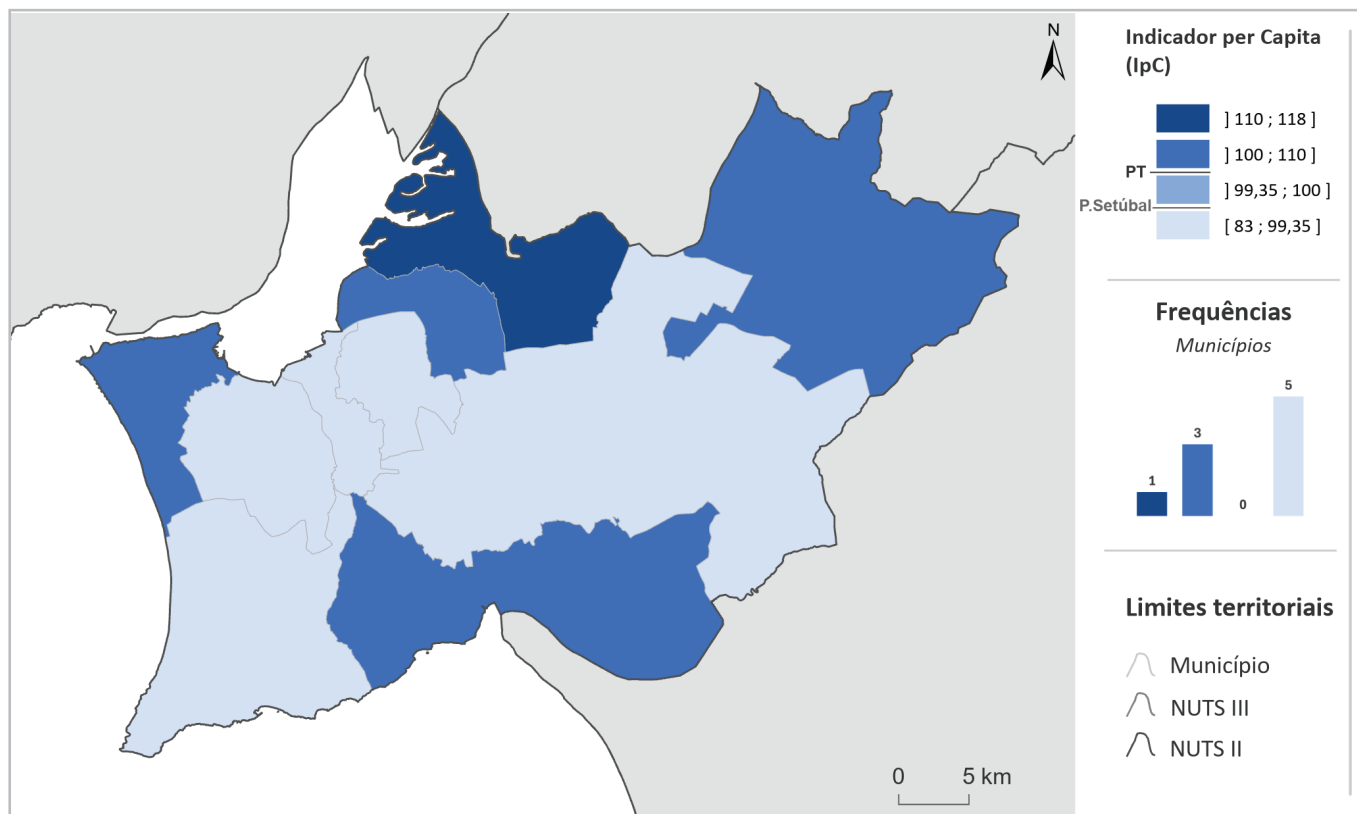 N
0
5 km
Indicador per Capita
(IpC)
] 110 ; 118 ]
] 100 ; 110 ]
PT
] 99,35 ; 100 ]
P.Setúbal
[ 83 ; 99,35 ]
Frequências
Municípios
1
3
0
5
Limites territoriais
Município
NUTS III
NUTS II